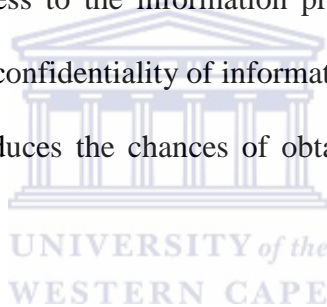 ess to the information pr
confidentiality of informat
duces the chances of obta
UNIVERSITY of the
WESTERN CAPE